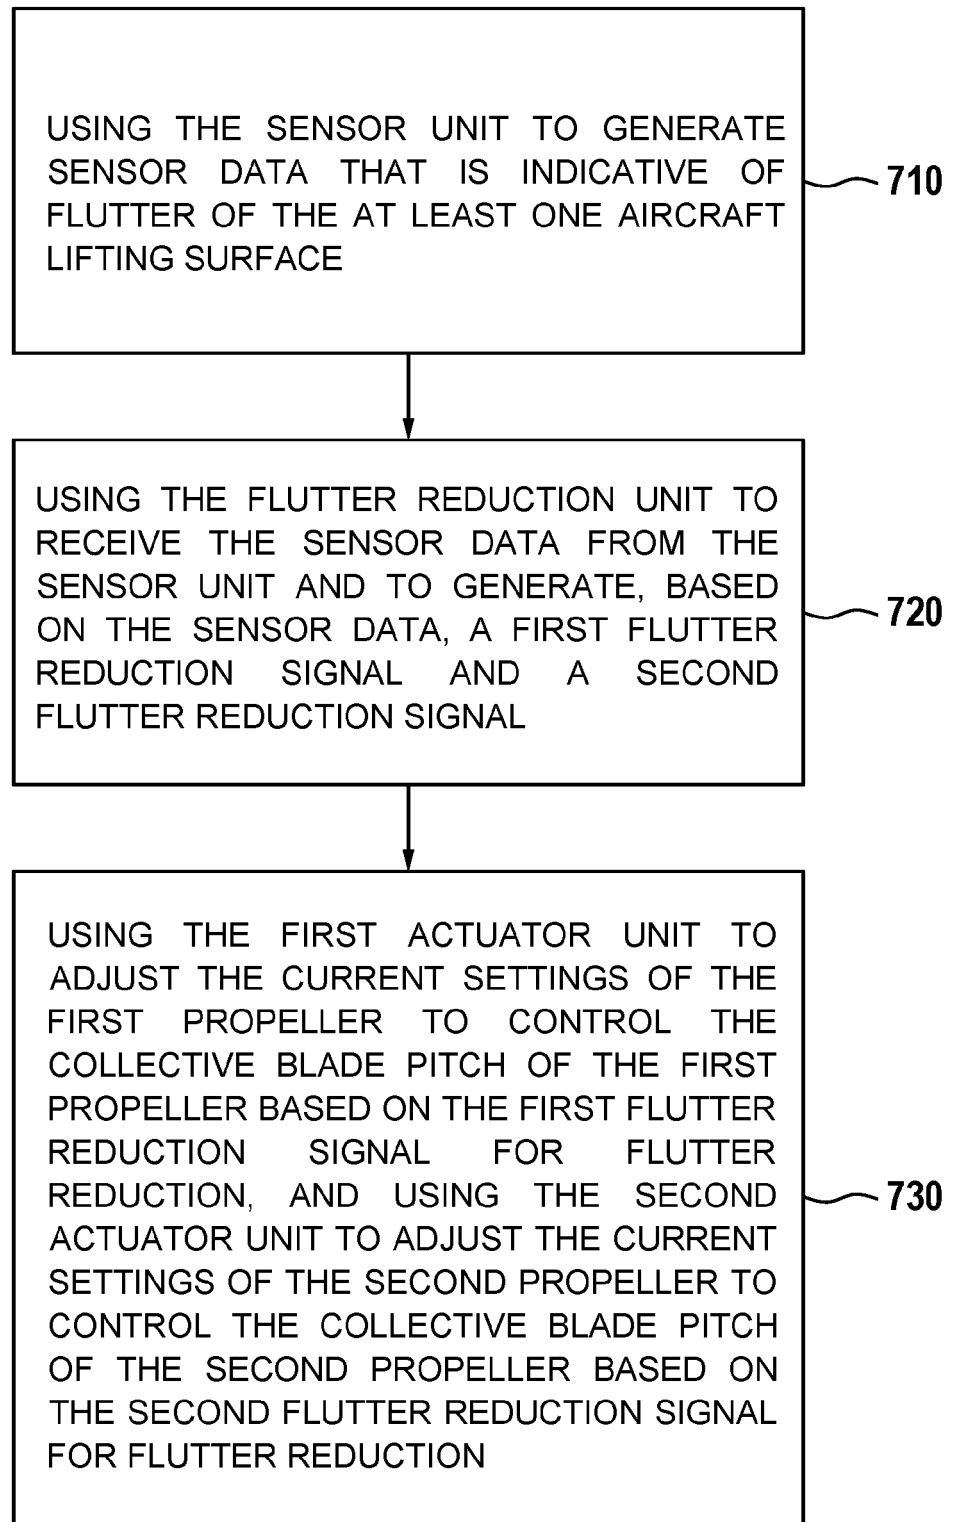 USING THE SENSOR UNIT TO GENERATE
SENSOR DATA THAT IS INDICATIVE OF
FLUTTER OF THE AT LEAST ONE AIRCRAFT
LIFTING SURFACE
710
USING THE FLUTTER REDUCTION UNIT TO
RECEIVE THE SENSOR DATA FROM THE
SENSOR UNIT AND TO GENERATE, BASED
ON THE SENSOR DATA, A FIRST FLUTTER
REDUCTION SIGNAL AND A SECOND
FLUTTER REDUCTION SIGNAL
720
USING THE FIRST ACTUATOR UNIT TO
ADJUST THE CURRENT SETTINGS OF THE
FIRST PROPELLER TO CONTROL THE
COLLECTIVE BLADE PITCH OF THE FIRST
PROPELLER BASED ON THE FIRST FLUTTER
REDUCTION SIGNAL FOR FLUTTER
REDUCTION, AND USING THE SECOND
ACTUATOR UNIT TO ADJUST THE CURRENT
SETTINGS OF THE SECOND PROPELLER TO
CONTROL THE COLLECTIVE BLADE PITCH
OF THE SECOND PROPELLER BASED ON
THE SECOND FLUTTER REDUCTION SIGNAL
FOR FLUTTER REDUCTION
730